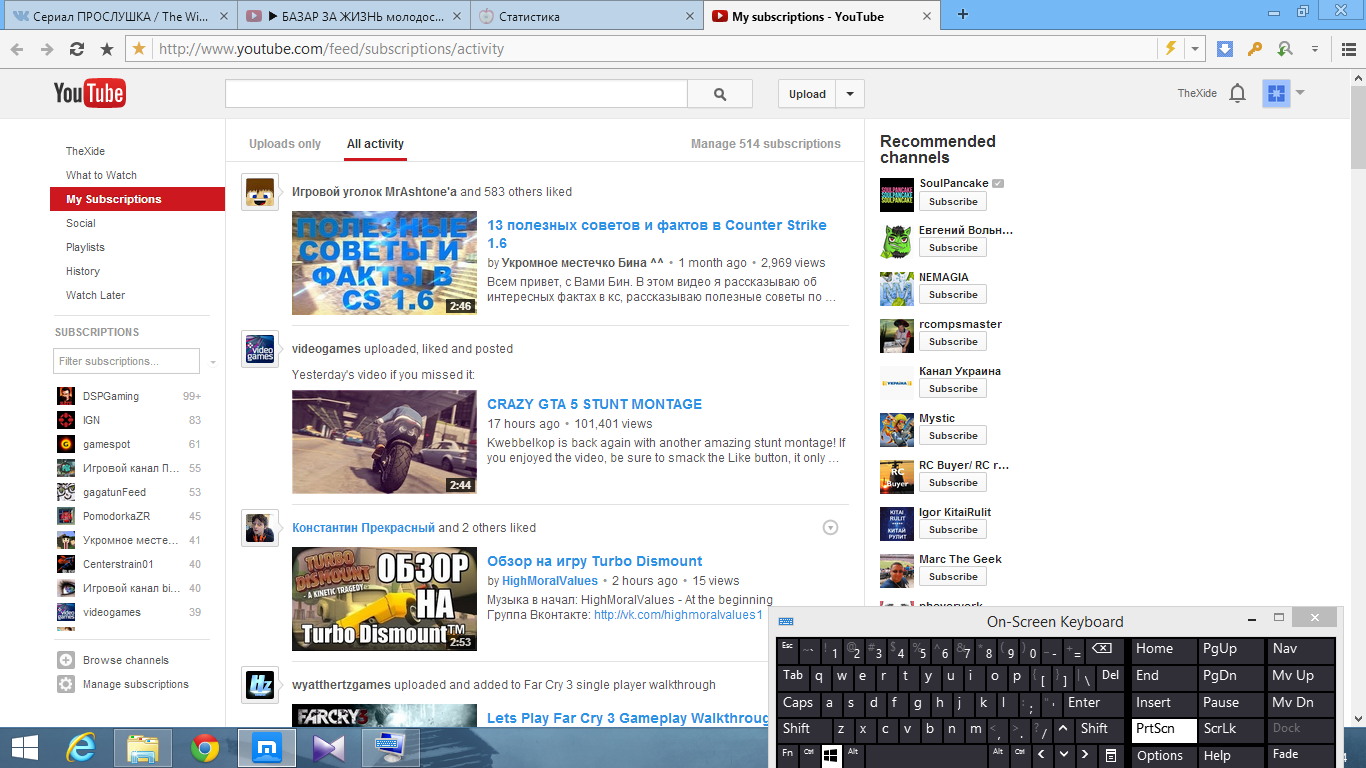 Сериал ПРОСЛУШКА / The Wi...
► БАЗАР ЗА ЖИЗНЬ молодос...
Статистика
My subscriptions - YouTube
http://www.youtube.com/feed/subscriptions/activity
YouTube
Upload
TheXide
TheXide
What to Watch
My Subscriptions
Social
Playlists
History
Watch Later
SUBSCRIPTIONS
Filter subscriptions...
DSPGaming 99+
IGN 83
gamespot 61
Игровой канал П... 55
gagatunFeed 53
PomodorkaZR 45
Укромное месте... 41
Centerstrain01 40
Игровой канал bi... 40
videogames 39
Browse channels
Manage subscriptions
Uploads only
All activity
Manage 514 subscriptions
Игровой уголок MrAshtone'a and 583 others liked
ПОЛЕЗНЫЕ
СОВЕТЫ И
ФАКТЫ В
CS 1.6
2:46
13 полезных советов и фактов в Counter Strike
1.6
by Укромное местечко Бина ^^ • 1 month ago • 2,969 views
Всем привет, с Вами Бин. В этом видео я рассказываю об
интересных фактах в кс, рассказываю полезные советы по ...
video
games
videogames uploaded, liked and posted
Yesterday's video if you missed it:
2:44
CRAZY GTA 5 STUNT MONTAGE
17 hours ago • 101,401 views
Kwebbelkop is back again with another amazing stunt montage! If
you enjoyed the video, be sure to smack the Like button, it only ...
Константин Прекрасный and 2 others liked
TURBO
DISMOUNT
- A KINETIC TRAGEDY -
ОБЗОР
НА
Turbo Dismount™
2:53
Обзор на игру Turbo Dismount
by HighMoralValues • 2 hours ago • 15 views
Музыка в начал: HighMoralValues - At the beginning
Группа Вконтакте: http://vk.com/highmoralvalues1
Hz
wyatthertzgames uploaded and added to Far Cry 3 single player walkthrough
FARCRY
Lets Play Far Cry 3 Gameplay Walkthroug
Recommended
channels
SOULPANCAKE
SOULPANCAKE
SOULPANCAKE
SoulPancake
Subscribe
Евгений Вольн...
Subscribe
NEMAGIA
Subscribe
rcompsmaster
Subscribe
УКРАЇНА
Канал Украина
Subscribe
Mystic
Subscribe
RC
Buyer
RC Buyer/ RC r...
Subscribe
KITAI
RULIT
КИТАЙ
РУЛИТ
Igor KitaiRulit
Subscribe
Marc The Geek
Subscribe
On-Screen Keyboard
Esc ~ ` ! 1 @ 2 # 3 $ 4 % 5 ^ 6 & 7 * 8 ( 9 ) 0 _ - + = Home PgUp Nav
Tab q w e r t y u i o p { [ } ] | \ Del End PgDn Mv Up
Caps a s d f g h j k l : ; " ' Enter Insert Pause Mv Dn
Shift z x c v b n m < , > . ? / ^ Shift PrtScn ScrLk Dock
Fn Ctrl Alt Alt Ctrl < > Options Help Fade